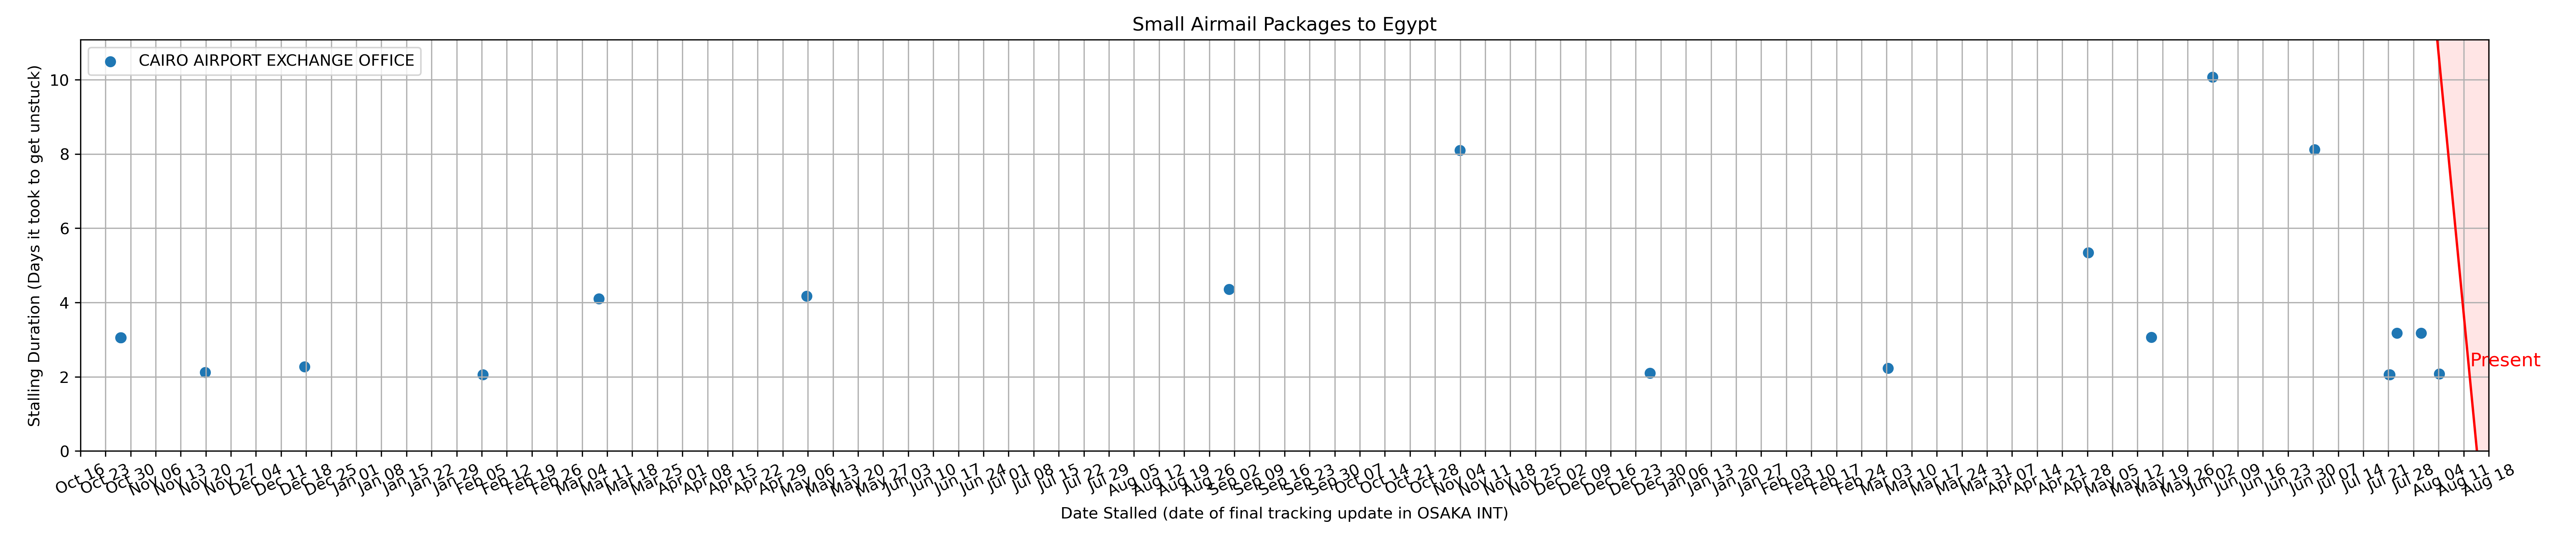 Small Airmail Packages to Egypt
CAIRO AIRPORT EXCHANGE OFFICE
Stalling Duration (Days it took to get unstuck)
10
8
6
4
2
0
Present
Oct 16 Oct 23 Oct 30 Nov 06 Nov 13 Nov 20 Nov 27 Dec 04 Dec 11 Dec 18 Dec 25 Jan 01 Jan 08 Jan 15 Jan 22 Jan 29 Feb 05 Feb 12 Feb 19 Feb 26 Mar 04 Mar 11 Mar 18 Mar 25 Apr 01 Apr 08 Apr 15 Apr 22 Apr 29 May 06 May 13 May 20 May 27 Jun 03 Jun 10 Jun 17 Jun 24 Jul 01 Jul 08 Jul 15 Jul 22 Jul 29 Aug 05 Aug 12 Aug 19 Aug 26 Sep 02 Sep 09 Sep 16 Sep 23 Sep 30 Oct 07 Oct 14 Oct 21 Oct 28 Nov 04 Nov 11 Nov 18 Nov 25 Dec 02 Dec 09 Dec 16 Dec 23 Dec 30 Jan 06 Jan 13 Jan 20 Jan 27 Feb 03 Feb 10 Feb 17 Feb 24 Mar 03 Mar 10 Mar 17 Mar 24 Mar 31 Apr 07 Apr 14 Apr 21 Apr 28 May 05 May 12 May 19 May 26 Jun 02 Jun 09 Jun 16 Jun 23 Jun 30 Jul 07 Jul 14 Jul 21 Jul 28 Aug 04 Aug 11 Aug 18
Date Stalled (date of final tracking update in OSAKA INT)